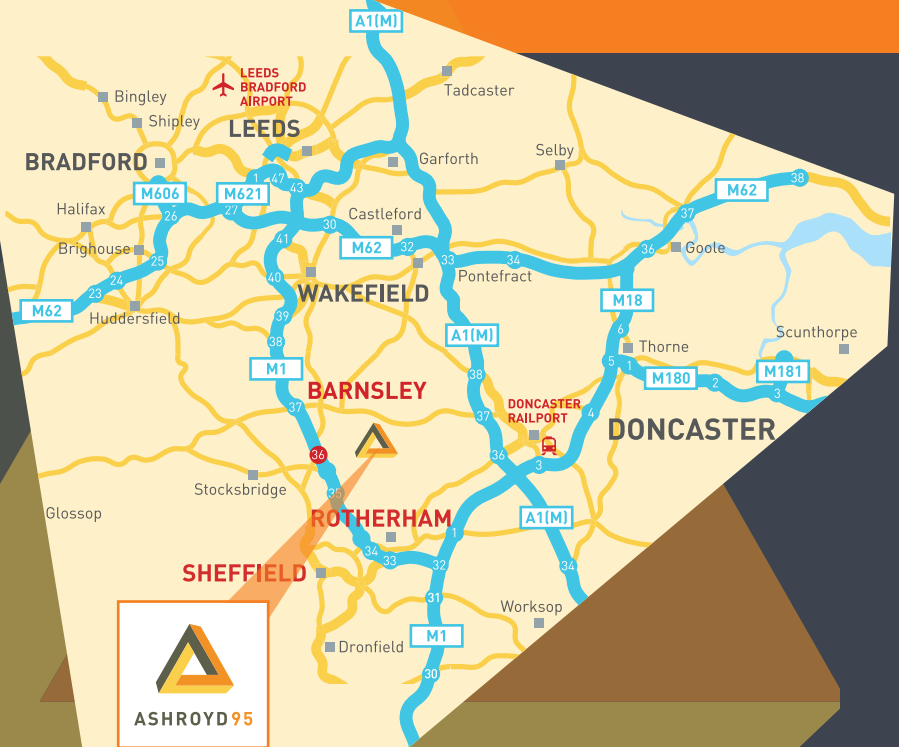 A1(M)
LEEDS
BRADFORD
AIRPORT
Tadcaster
Bingley
Shipley
LEEDS
BRADFORD
Garforth
Selby
M606
1
47
M621
43
26
27
Halifax
Castleford
30
M62
32
M62
38
37
36
Goole
Brighouse
25
41
33
34
Pontefract
24
23
40
WAKEFIELD
M62
Huddersfield
39
38
M18
6
A1(M)
Thorne
Scunthorpe
5
1
M180
2
M181
3
M1
38
37
BARNSLEY
37
DONCASTER
RAILPORT
4
DONCASTER
36
36
3
35
Stocksbridge
Glossop
ROTHERHAM
A1(M)
1
34
33
32
34
SHEFFIELD
31
Worksop
M1
Dronfield
30
ASHROYD95